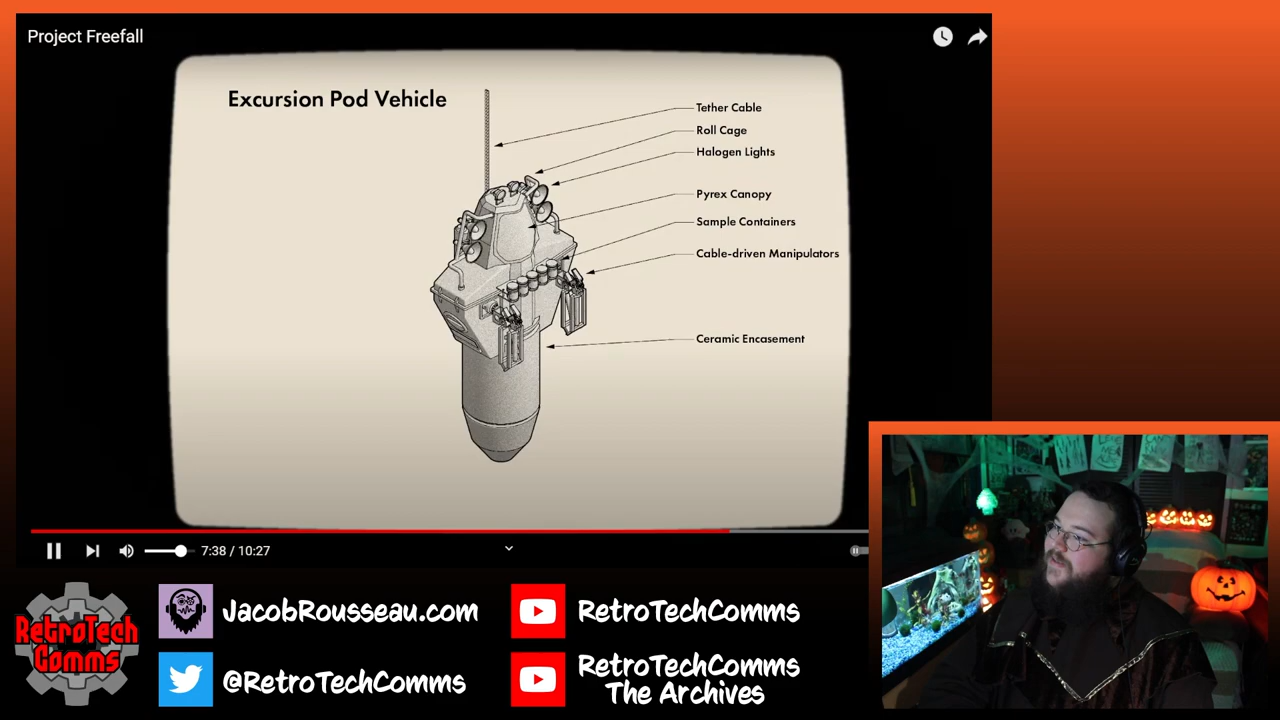 Project Freefall
Excursion Pod Vehicle
Tether Cable
Roll Cage
Halogen Lights
Pyrex Canopy
Sample Containers
Cable-driven Manipulators
Ceramic Encasement
7:38 / 10:27
RetroTech
Comms
JacobRousseau.com
@RetroTechComms
RetroTechComms
RetroTechComms
The Archives